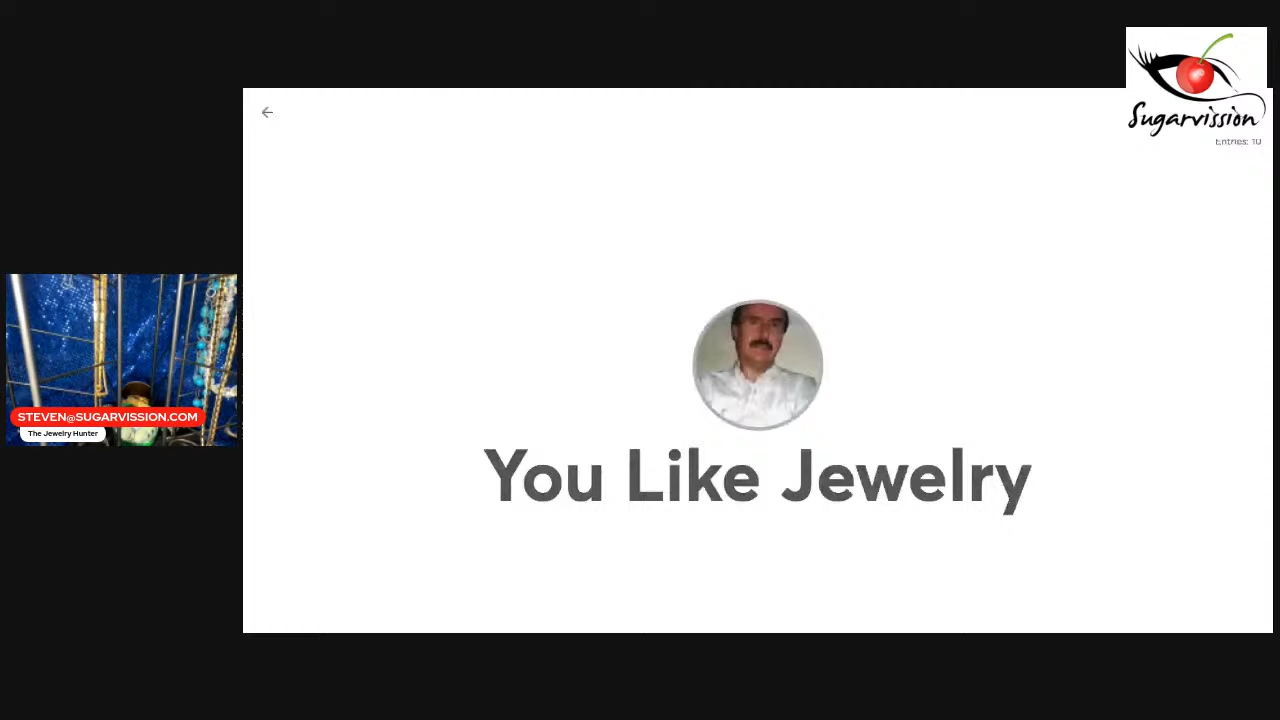 Sugarvission
Entries: 10
STEVEN@SUGARVISSION.COM
The Jewelry Hunter
You Like Jewelry